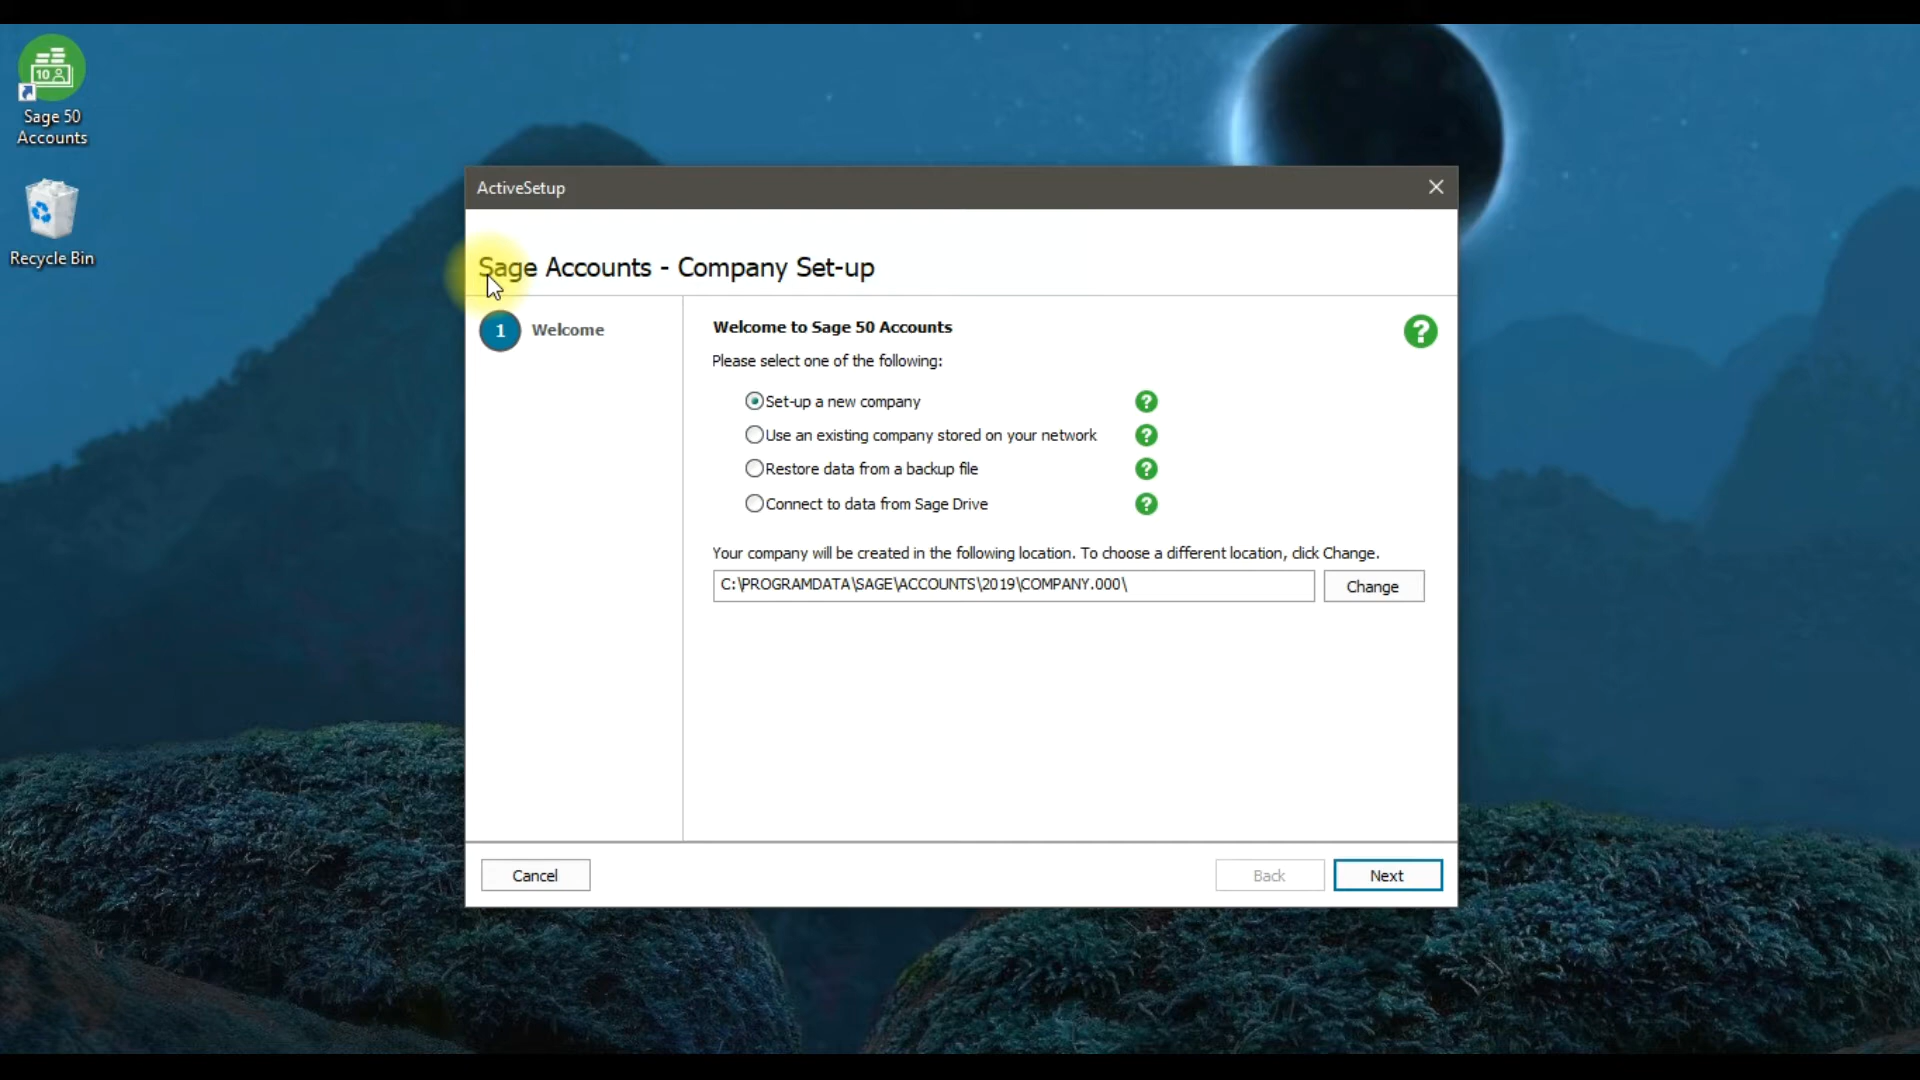 10
Sage 50
Accounts
Recycle Bin
ActiveSetup
Sage Accounts - Company Set-up
1 Welcome
Welcome to Sage 50 Accounts
?
Please select one of the following:
Set-up a new company ?
Use an existing company stored on your network ?
Restore data from a backup file ?
Connect to data from Sage Drive ?
Your company will be created in the following location. To choose a different location, click Change.
C:\PROGRAMDATA\SAGE\ACCOUNTS\2019\COMPANY.000\
Change
Cancel
Back
Next